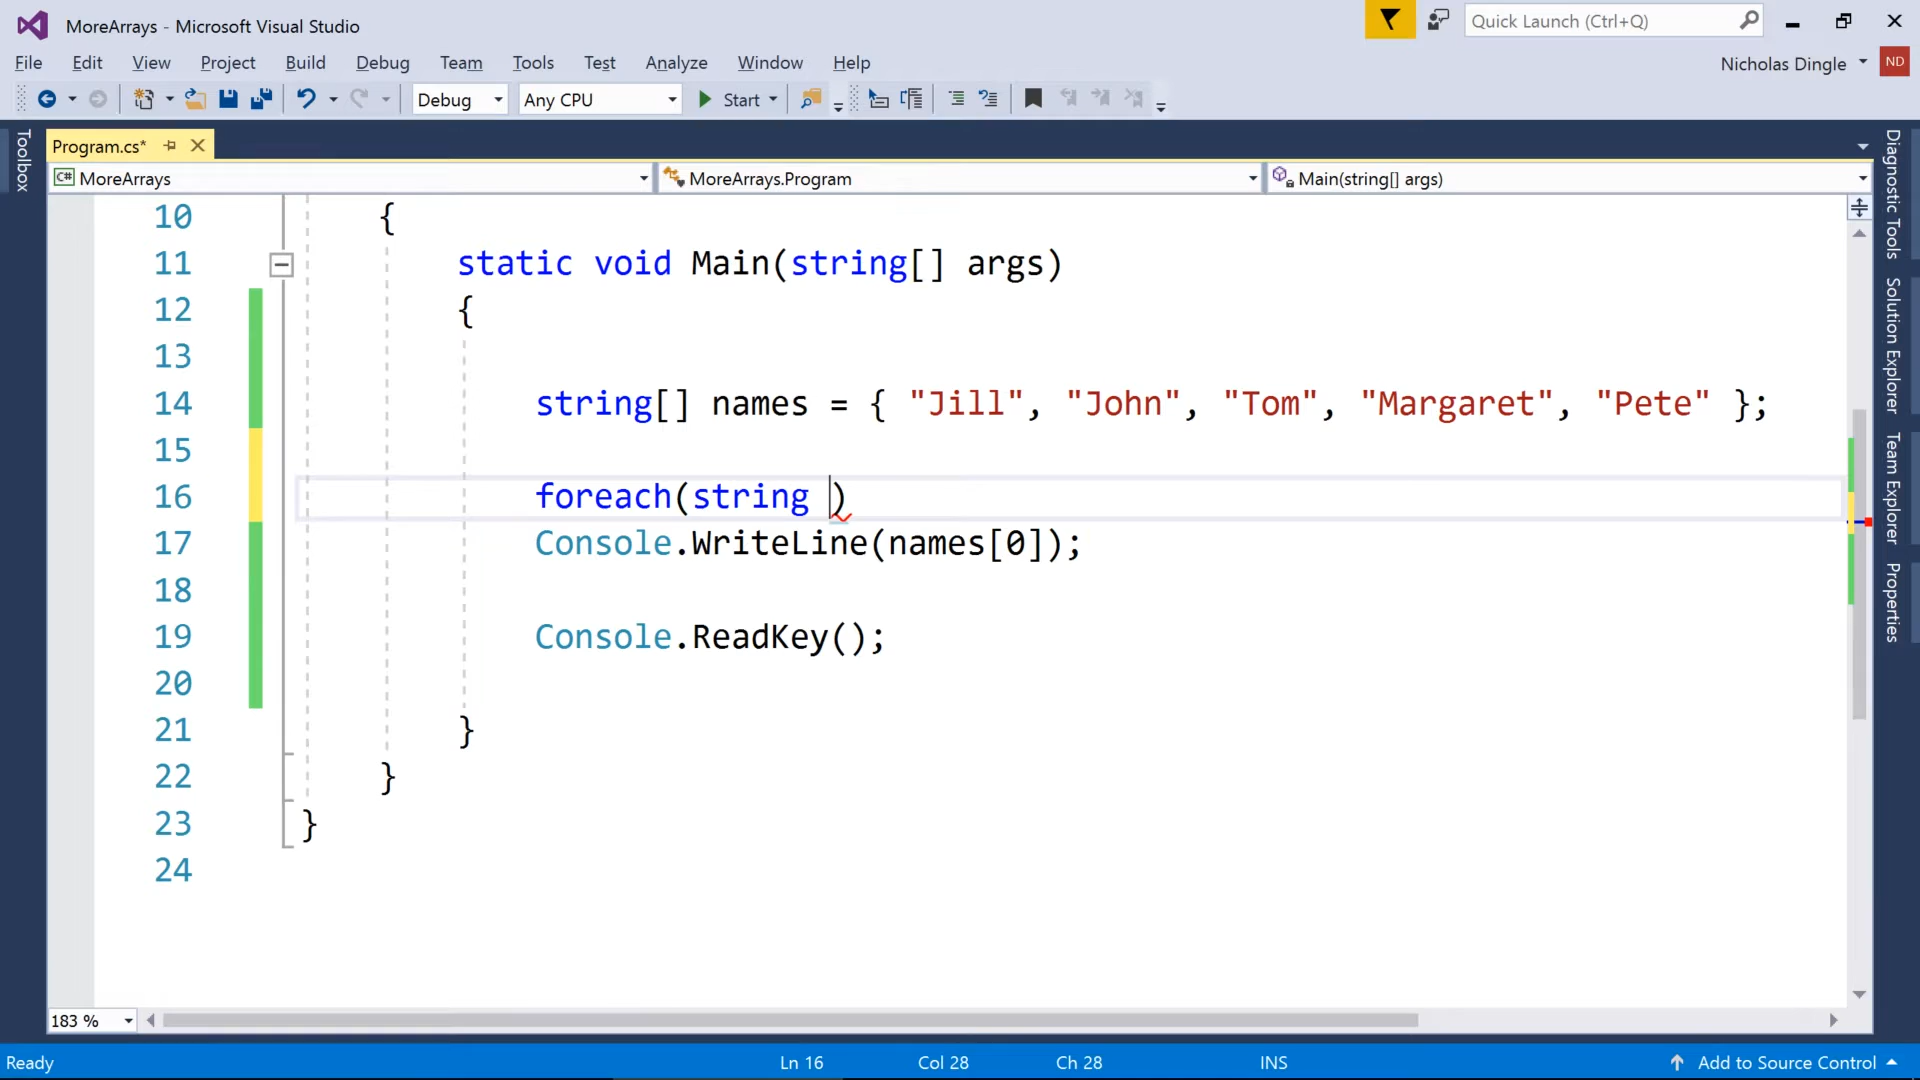 MoreArrays - Microsoft Visual Studio
Quick Launch (Ctrl+Q)
File Edit View Project Build Debug Team Tools Test Analyze Window Help
Nicholas Dingle ND
Debug Any CPU Start
Program.cs*
MoreArrays MoreArrays.Program Main(string[] args)
Toolbox
Diagnostic Tools
Solution Explorer
Team Explorer
Properties
10 {
11 static void Main(string[] args)
12 {
13
14 string[] names = { "Jill", "John", "Tom", "Margaret", "Pete" };
15
16 foreach(string )
17 Console.WriteLine(names[0]);
18
19 Console.ReadKey();
20
21 }
22 }
23 }
24
183 %
Ready Ln 16 Col 28 Ch 28 INS Add to Source Control